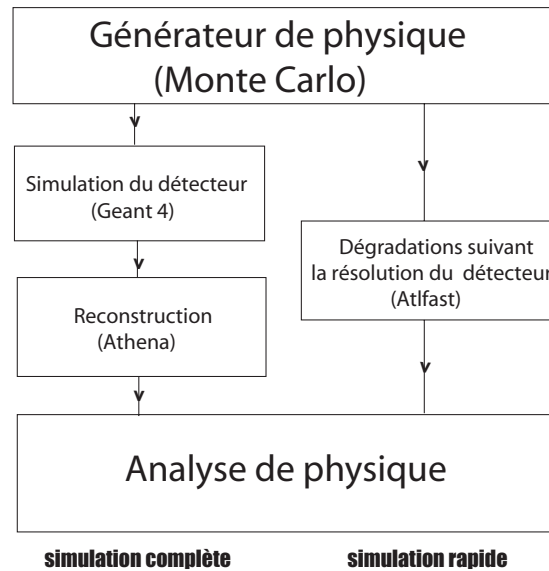 Générateur de physique
(Monte Carlo)
Simulation du détecteur
(Geant 4)
Dégradations suivant
la résolution du détecteur
(Atlfast)
Reconstruction
(Athena)
Analyse de physique
simulation complète
simulation rapide